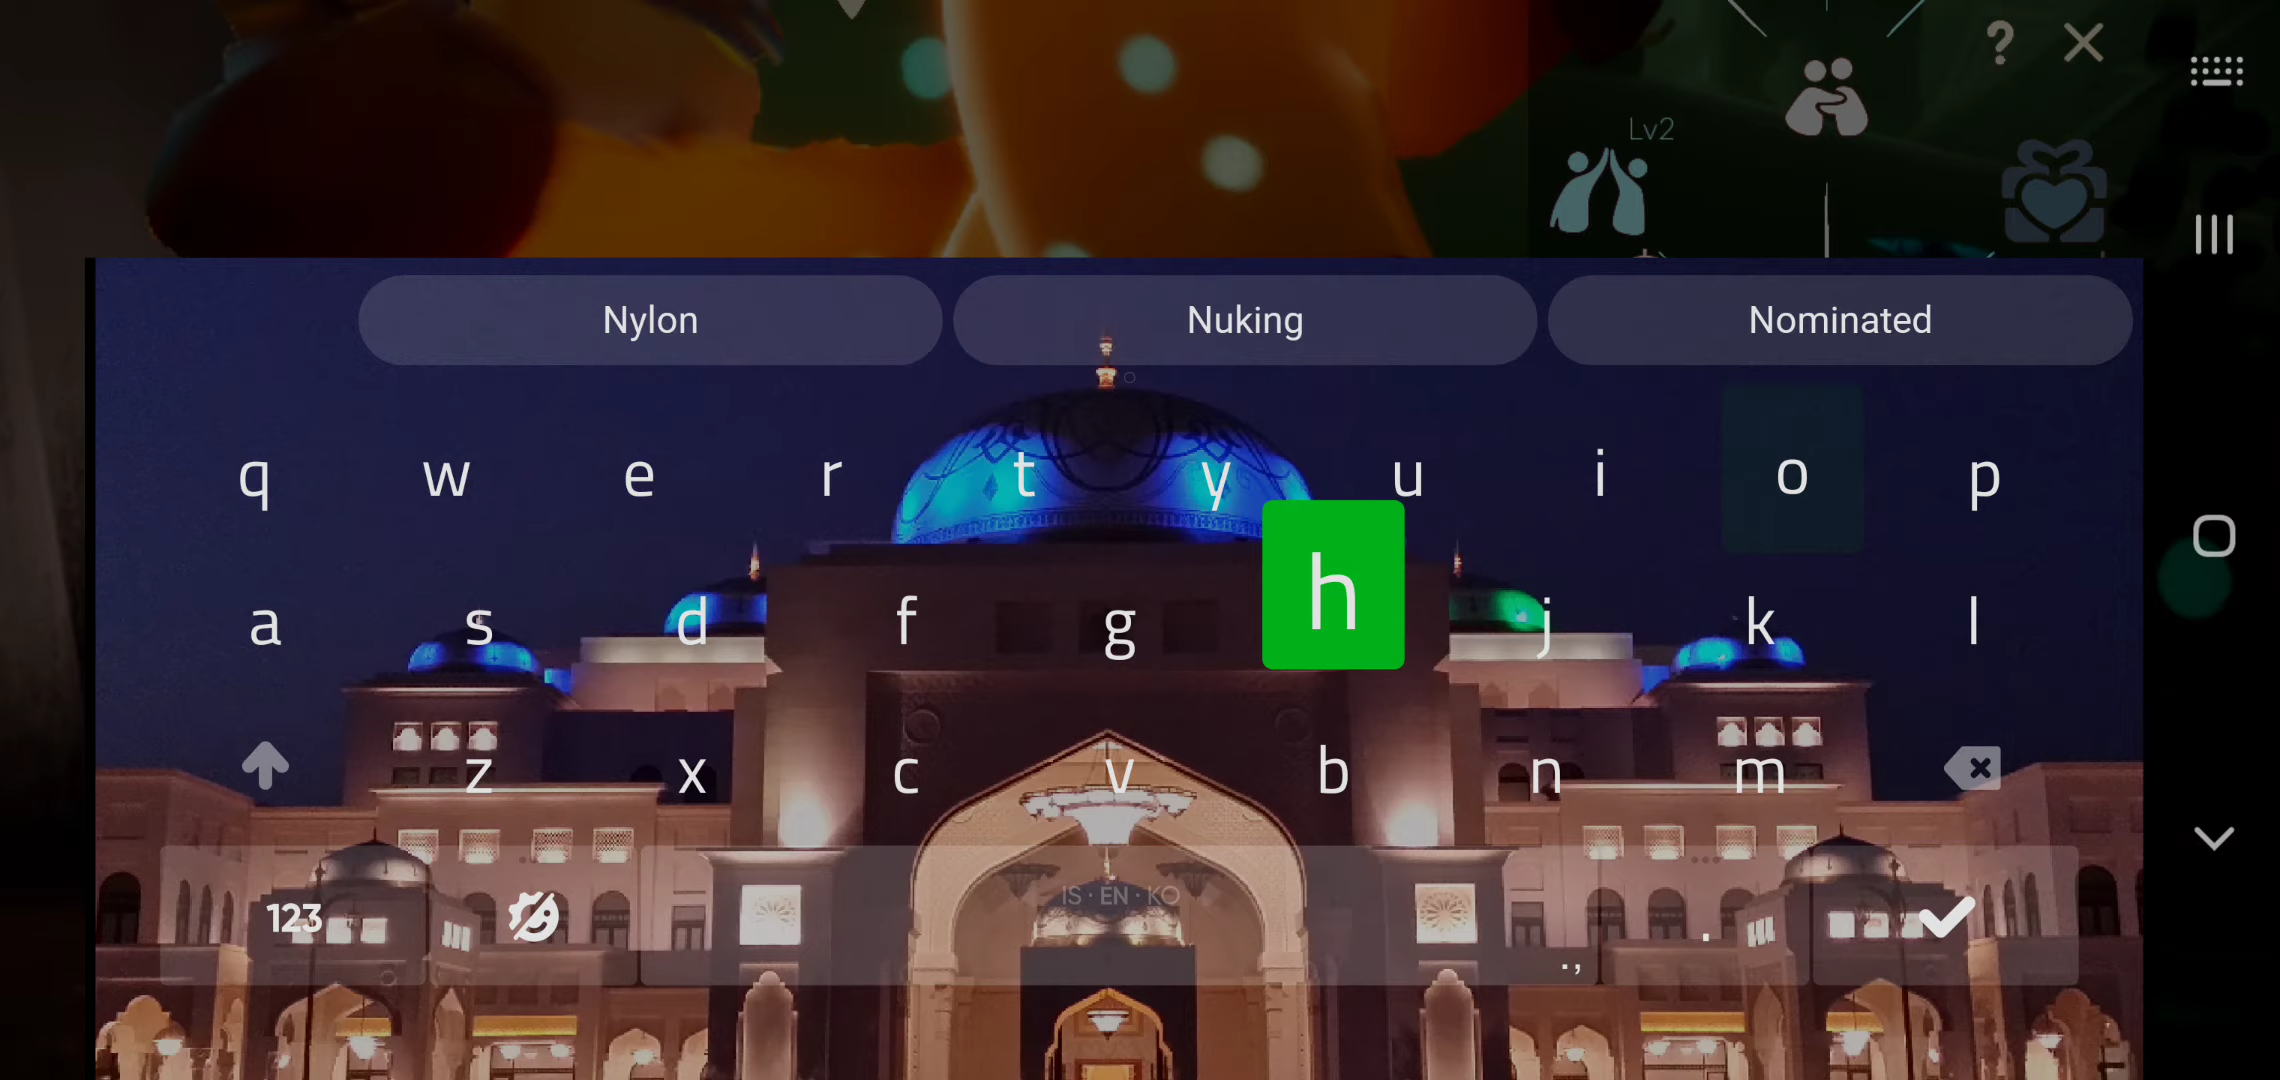 ?
Lv2
Nylon Nuking Nominated
q w e r t y u i o p
a s d f g h j k l
z x c v b n m
IS · EN · KO
123 ., .